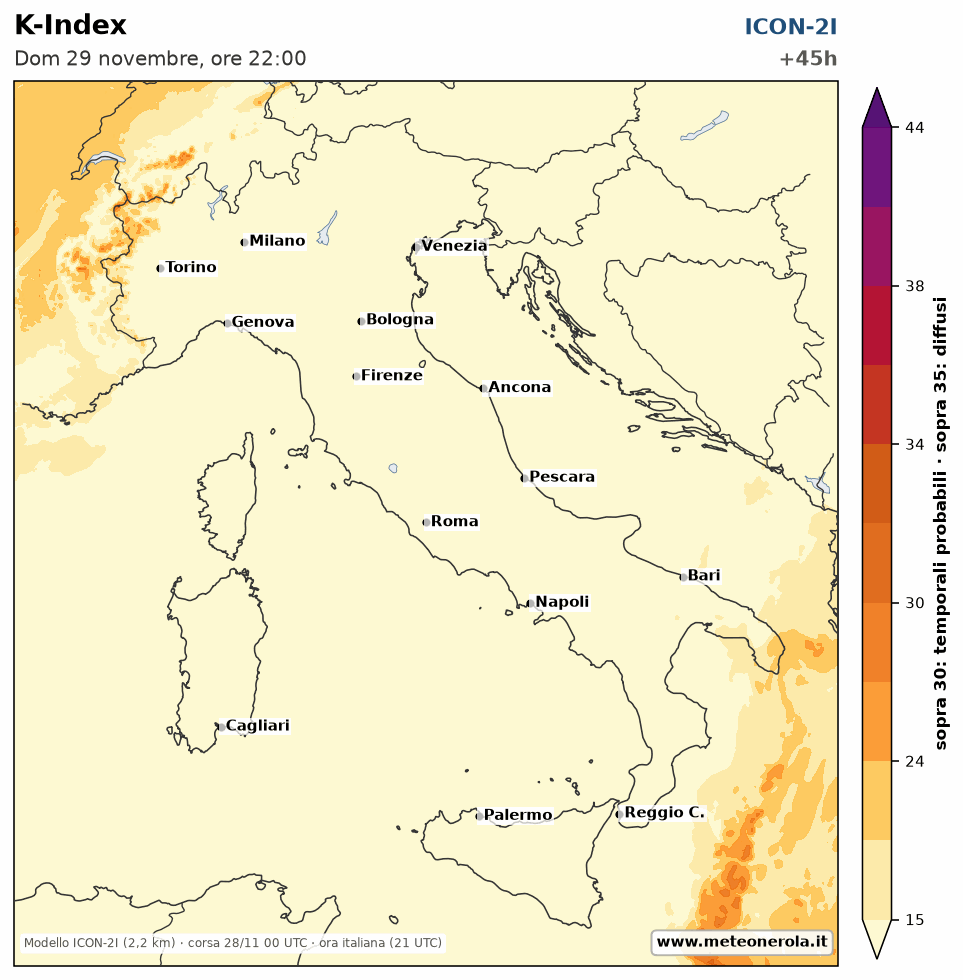 K-Index
ICON-2I
Dom 29 novembre, ore 22:00
+45h
Milano
Venezia
Torino
Genova
Bologna
Firenze
Ancona
Pescara
Roma
Bari
Napoli
Cagliari
Palermo
Reggio C.
44
38
34
30
24
15
sopra 30: temporali probabili · sopra 35: diffusi
Modello ICON-2I (2,2 km) · corsa 28/11 00 UTC · ora italiana (21 UTC)
www.meteonerola.it